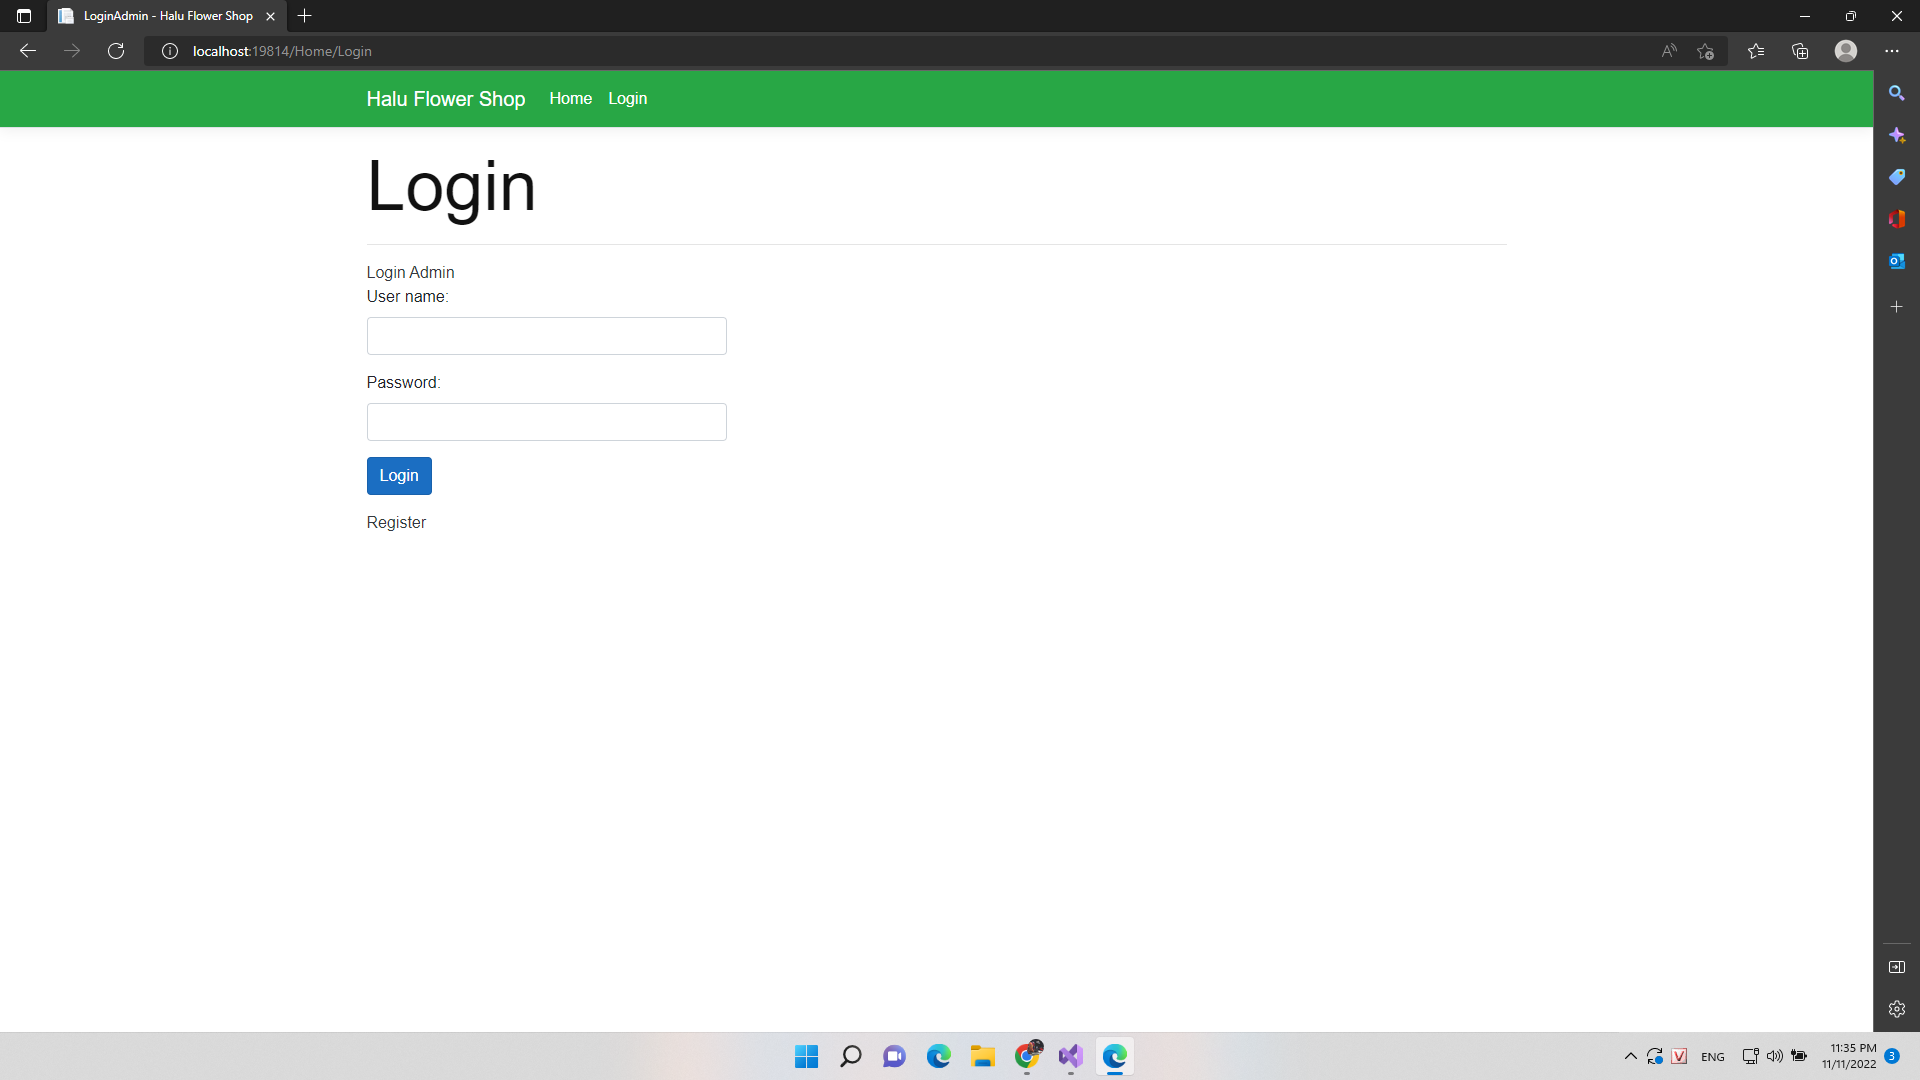 LoginAdmin - Halu Flower Shop
localhost:19814/Home/Login
Halu Flower Shop Home Login
Login
Login Admin
User name:
Password:
Login
Register
ENG
11:35 PM
11/11/2022
3